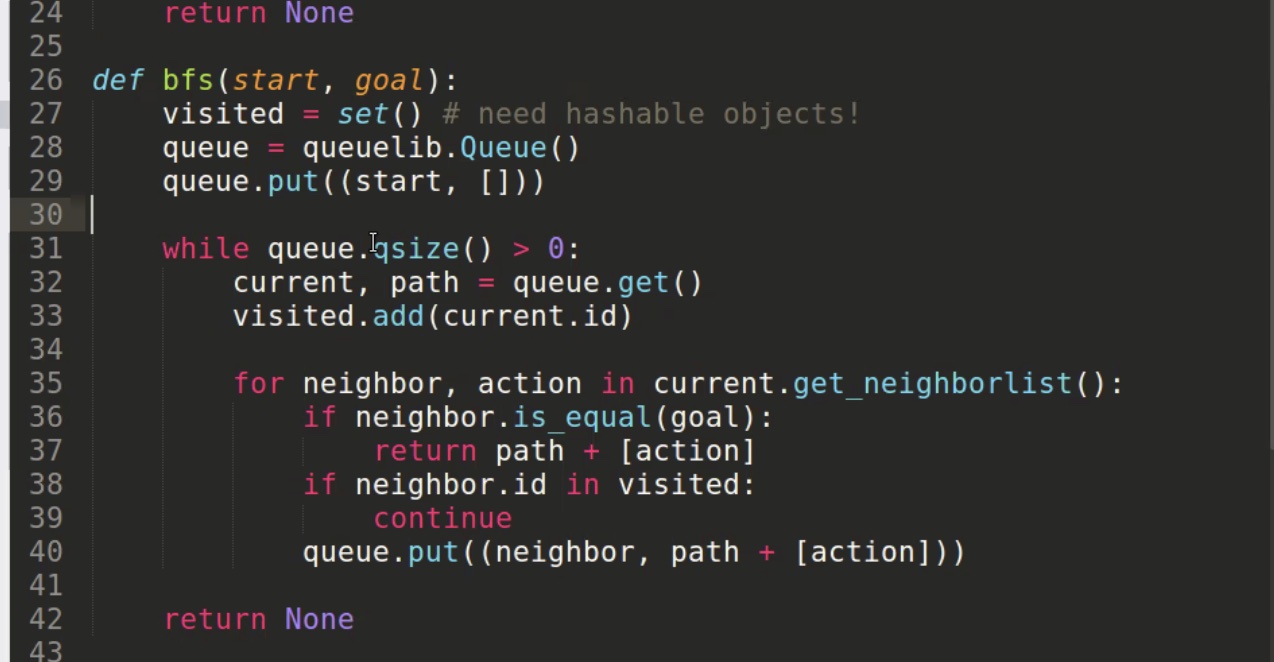 24 return None
25
26 def bfs(start, goal):
27 visited = set() # need hashable objects!
28 queue = queuelib.Queue()
29 queue.put((start, []))
30
31 while queue.qsize() > 0:
32 current, path = queue.get()
33 visited.add(current.id)
34
35 for neighbor, action in current.get_neighborlist():
36 if neighbor.is_equal(goal):
37 return path + [action]
38 if neighbor.id in visited:
39 continue
40 queue.put((neighbor, path + [action]))
41
42 return None
43